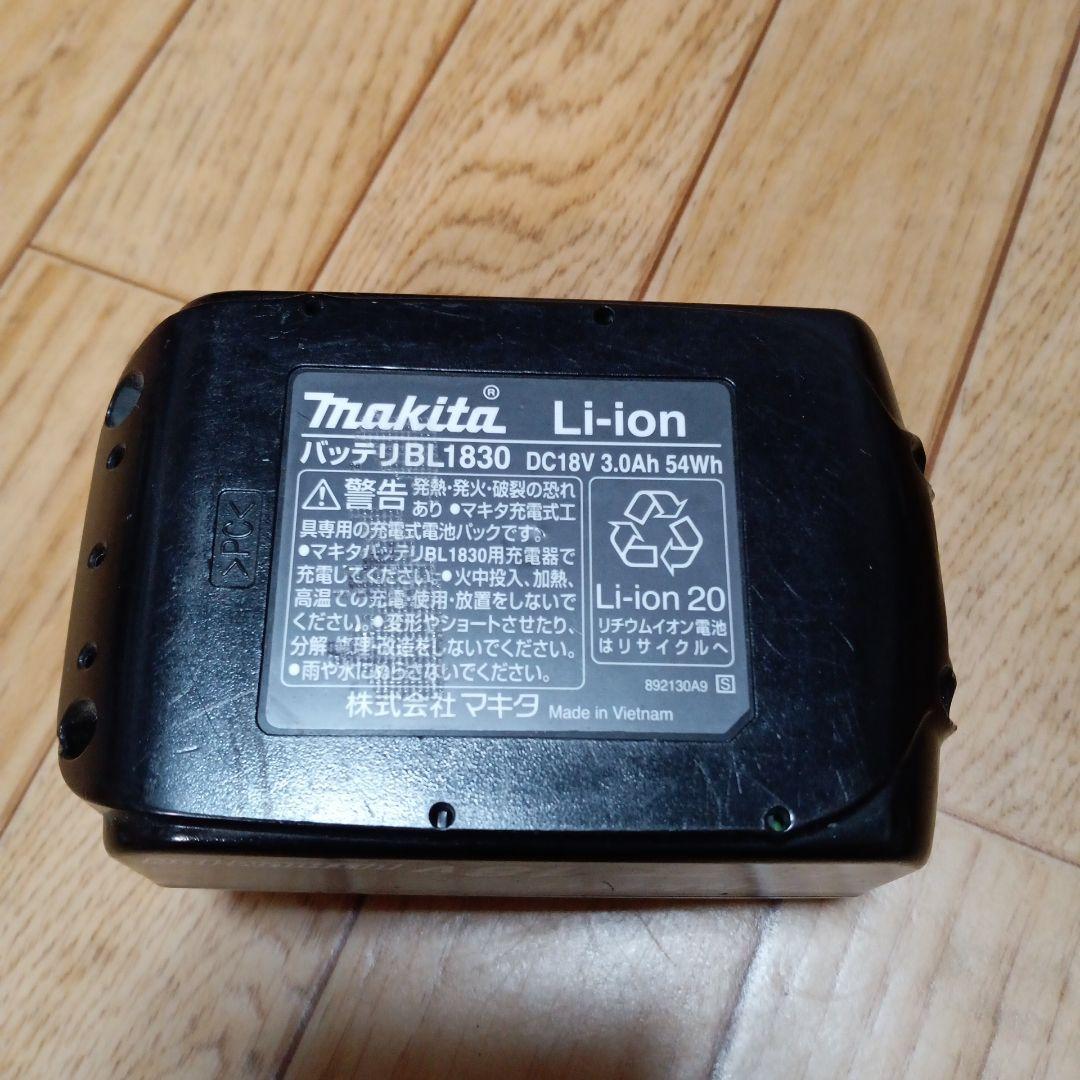 makita® Li-ion
バッテリBL1830 DC18V 3.0Ah 54Wh
警告 発熱・発火・破裂の恐れ
あり ●マキタ充電式工
具専用の充電式電池パックです。
●マキタバッテリBL1830用充電器で
充電してください。●火中投入、加熱、
高温での充電・使用・放置をしないで
ください。●変形やショートさせたり、
分解・修理・改造をしないでください。
●雨や水にぬらさないでください。
Li-ion 20
リチウムイオン電池
はリサイクルへ
892130A9 S
株式会社マキタ Made in Vietnam
>PC<